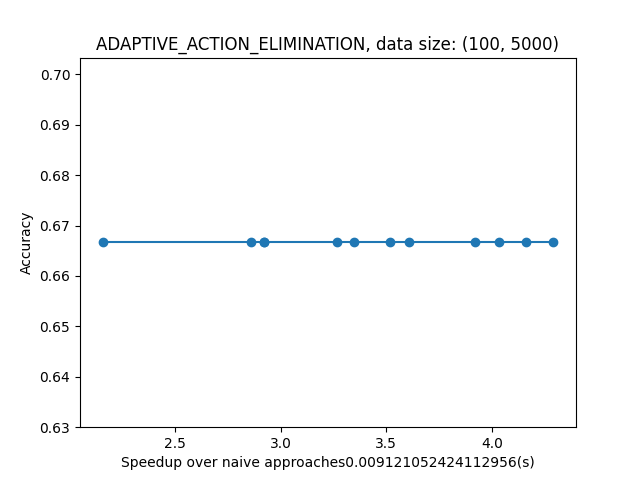 ADAPTIVE_ACTION_ELIMINATION, data size: (100, 5000)
0.70
0.69
0.68
0.67
0.66
0.65
0.64
0.63
Accuracy
2.5 3.0 3.5 4.0
Speedup over naive approaches0.009121052424112956(s)